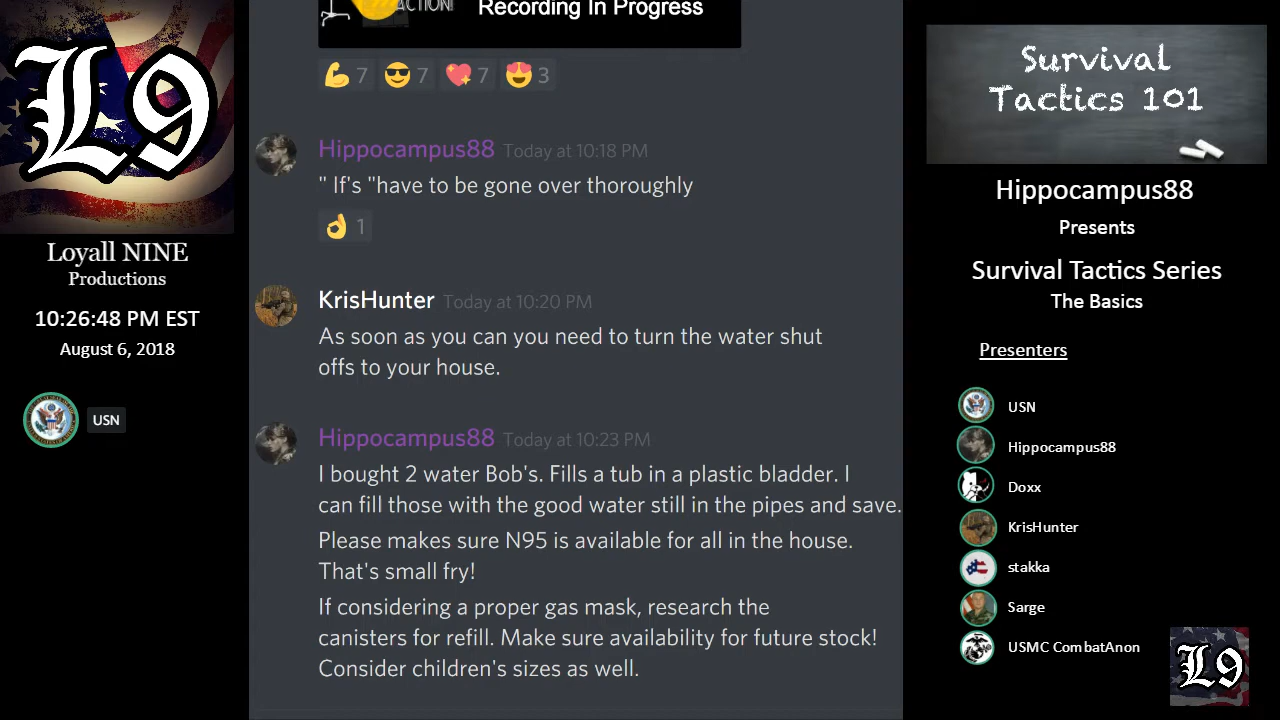 L9
Loyall NINE
Productions
10:26:48 PM EST
August 6, 2018
USN
ACTION!
Recording In Progress
7 7 7 3
Hippocampus88 Today at 10:18 PM
" If's "have to be gone over thoroughly
1
KrisHunter Today at 10:20 PM
As soon as you can you need to turn the water shut
offs to your house.
Hippocampus88 Today at 10:23 PM
I bought 2 water Bob's. Fills a tub in a plastic bladder. I
can fill those with the good water still in the pipes and save.
Please makes sure N95 is available for all in the house.
That's small fry!
If considering a proper gas mask, research the
canisters for refill. Make sure availability for future stock!
Consider children's sizes as well.
Survival
Tactics 101
Hippocampus88
Presents
Survival Tactics Series
The Basics
Presenters
USN
Hippocampus88
Doxx
KrisHunter
stakka
Sarge
USMC CombatAnon
L9